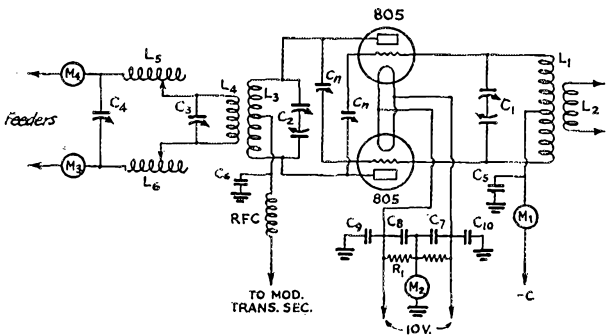 805
L5
L1
M4
L4
L3
Cn
C4
C3
C2
Cn
C1
L2
Feeders
M3
L6
C6
805
C5
RFC
C9
C8
C7
C10
M1
R1
M2
TO MOD.
TRANS. SEC.
10V.
-C